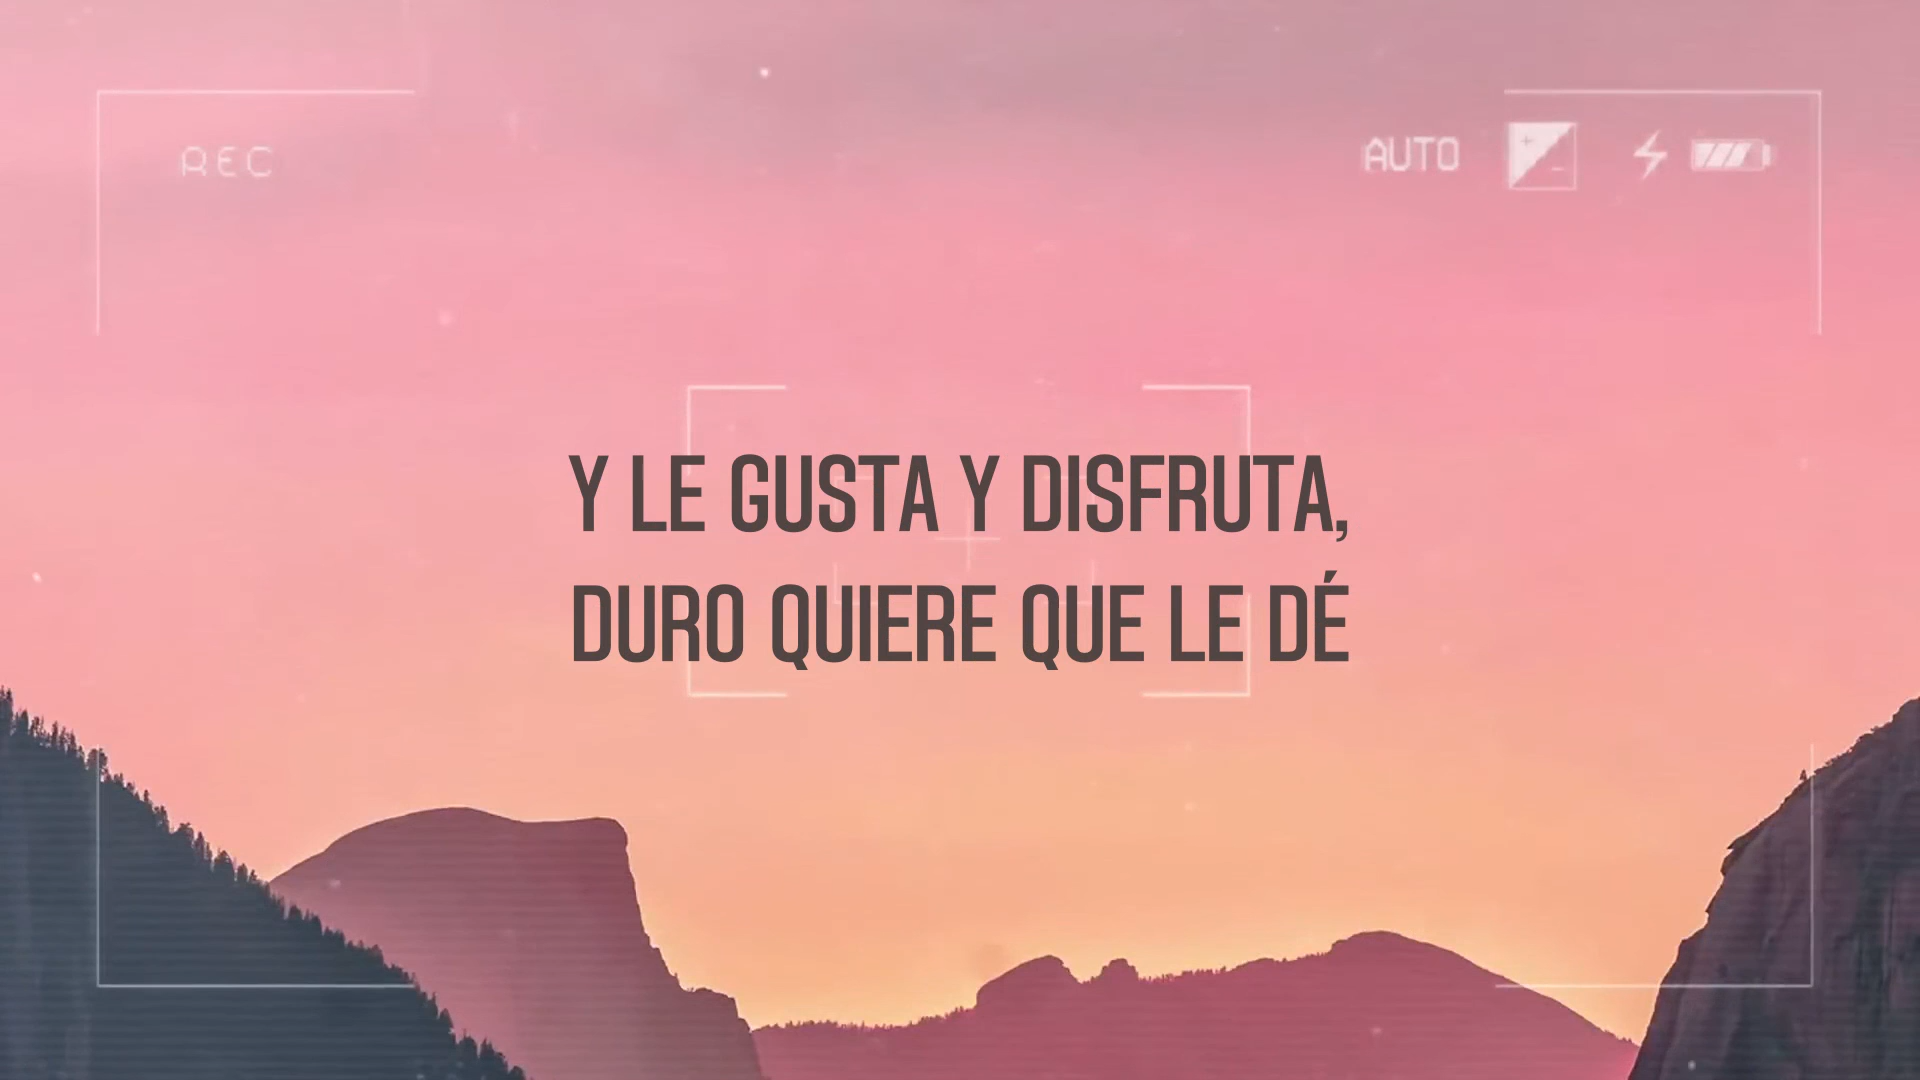 REC
AUTO
Y LE GUSTA Y DISFRUTA,
DURO QUIERE QUE LE DÉ